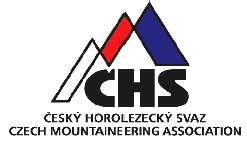 ČHS
ČESKÝ HOROLEZECKÝ SVAZ
CZECH MOUNTAINEERING ASSOCIATION